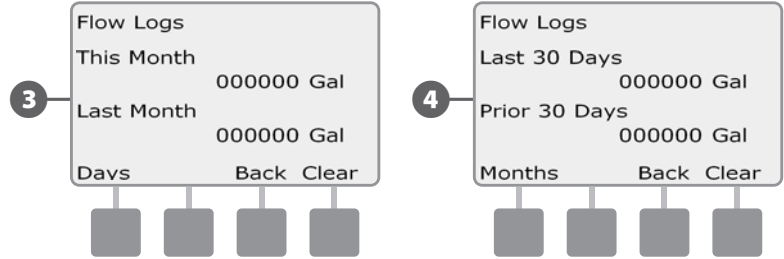 3
Flow Logs
This Month
000000 Gal
Last Month
000000 Gal
Days Back Clear
4
Flow Logs
Last 30 Days
000000 Gal
Prior 30 Days
000000 Gal
Months Back Clear